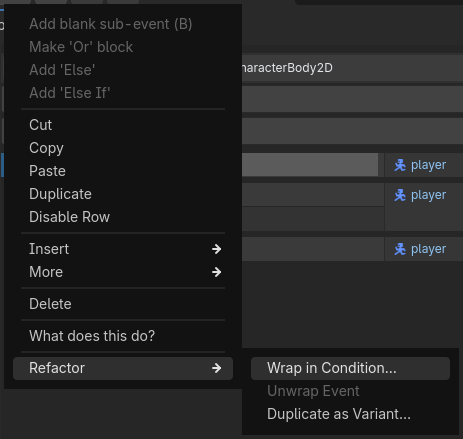 Add blank sub-event (B)
Make 'Or' block
Add 'Else'
Add 'Else If'
Cut
Copy
Paste
Duplicate
Disable Row
Insert
More
Delete
What does this do?
Refactor
Wrap in Condition...
Unwrap Event
Duplicate as Variant...
player
player
player